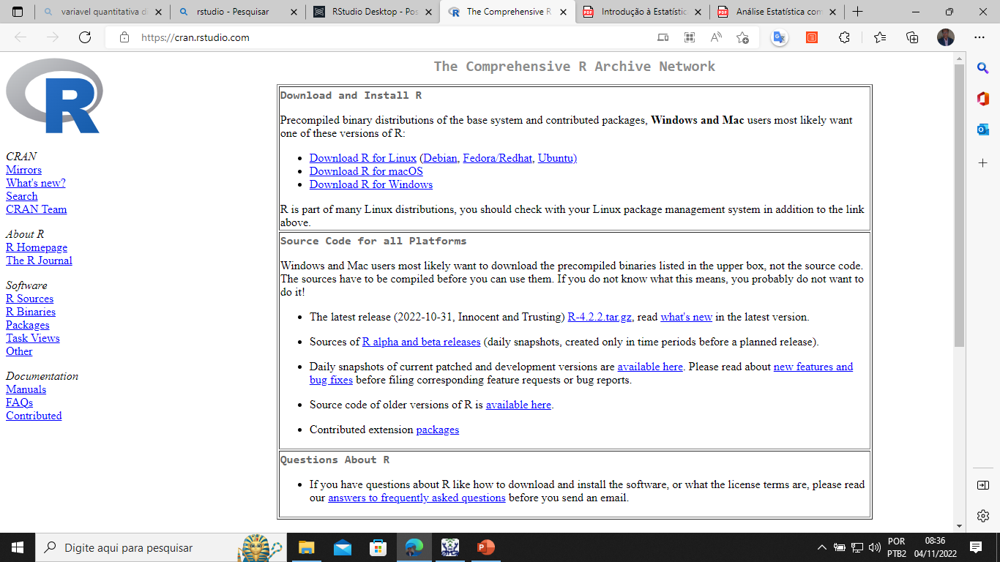 variavel quantitativa di
rstudio - Pesquisar
RStudio Desktop - Pos
The Comprehensive R
Introdução à Estatístic
Análise Estatística com
https://cran.rstudio.com
R
CRAN
Mirrors
What's new?
Search
CRAN Team
About R
R Homepage
The R Journal
Software
R Sources
R Binaries
Packages
Task Views
Other
Documentation
Manuals
FAQs
Contributed
The Comprehensive R Archive Network
Download and Install R
Precompiled binary distributions of the base system and contributed packages, Windows and Mac users most likely want
one of these versions of R:
Download R for Linux (Debian, Fedora/Redhat, Ubuntu)
Download R for macOS
Download R for Windows
R is part of many Linux distributions, you should check with your Linux package management system in addition to the link
above.
Source Code for all Platforms
Windows and Mac users most likely want to download the precompiled binaries listed in the upper box, not the source code.
The sources have to be compiled before you can use them. If you do not know what this means, you probably do not want to
do it!
The latest release (2022-10-31, Innocent and Trusting) R-4.2.2.tar.gz, read what's new in the latest version.
Sources of R alpha and beta releases (daily snapshots, created only in time periods before a planned release).
Daily snapshots of current patched and development versions are available here. Please read about new features and
bug fixes before filing corresponding feature requests or bug reports.
Source code of older versions of R is available here.
Contributed extension packages
Questions About R
If you have questions about R like how to download and install the software, or what the license terms are, please read
our answers to frequently asked questions before you send an email.
Digite aqui para pesquisar
POR
PTB2
08:36
04/11/2022